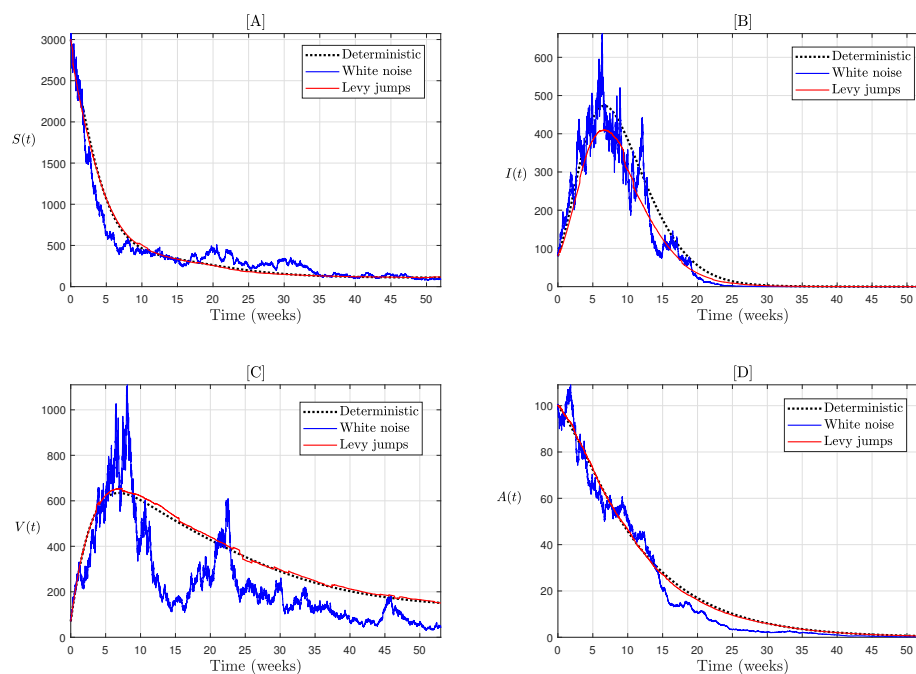 [A]
3000
2500
2000
1500
1000
500
0
S(t)
Deterministic
White noise
Levy jumps
0 5 10 15 20 25 30 35 40 45 50
Time (weeks)
[B]
600
500
400
300
200
100
0
I(t)
Deterministic
White noise
Levy jumps
0 5 10 15 20 25 30 35 40 45 50
Time (weeks)
[C]
1000
800
600
400
200
0
V(t)
Deterministic
White noise
Levy jumps
0 5 10 15 20 25 30 35 40 45 50
Time (weeks)
[D]
100
80
60
40
20
0
A(t)
Deterministic
White noise
Levy jumps
0 5 10 15 20 25 30 35 40 45 50
Time (weeks)